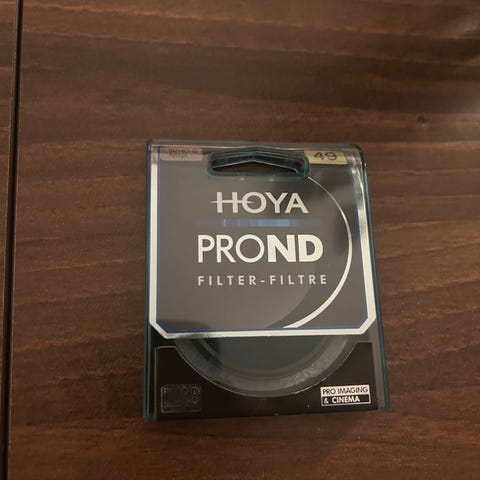 49
HOYA
PROND
FILTER-FILTRE
PRO IMAGING
& CINEMA